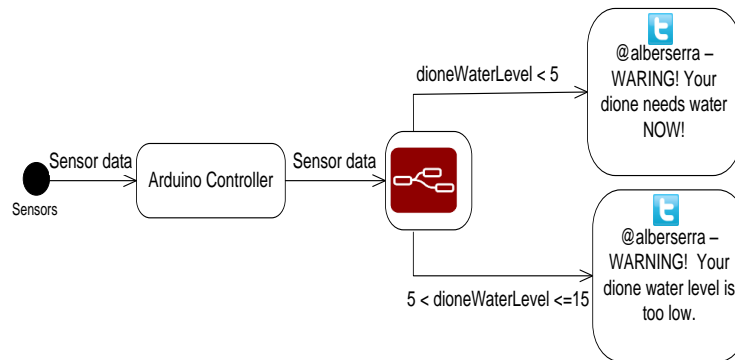 Sensors
Sensor data
Arduino Controller
Sensor data
dioneWaterLevel < 5
@alberserra –
WARING! Your
dione needs water
NOW!
5 < dioneWaterLevel <=15
@alberserra –
WARNING!  Your
dione water level is
too low.